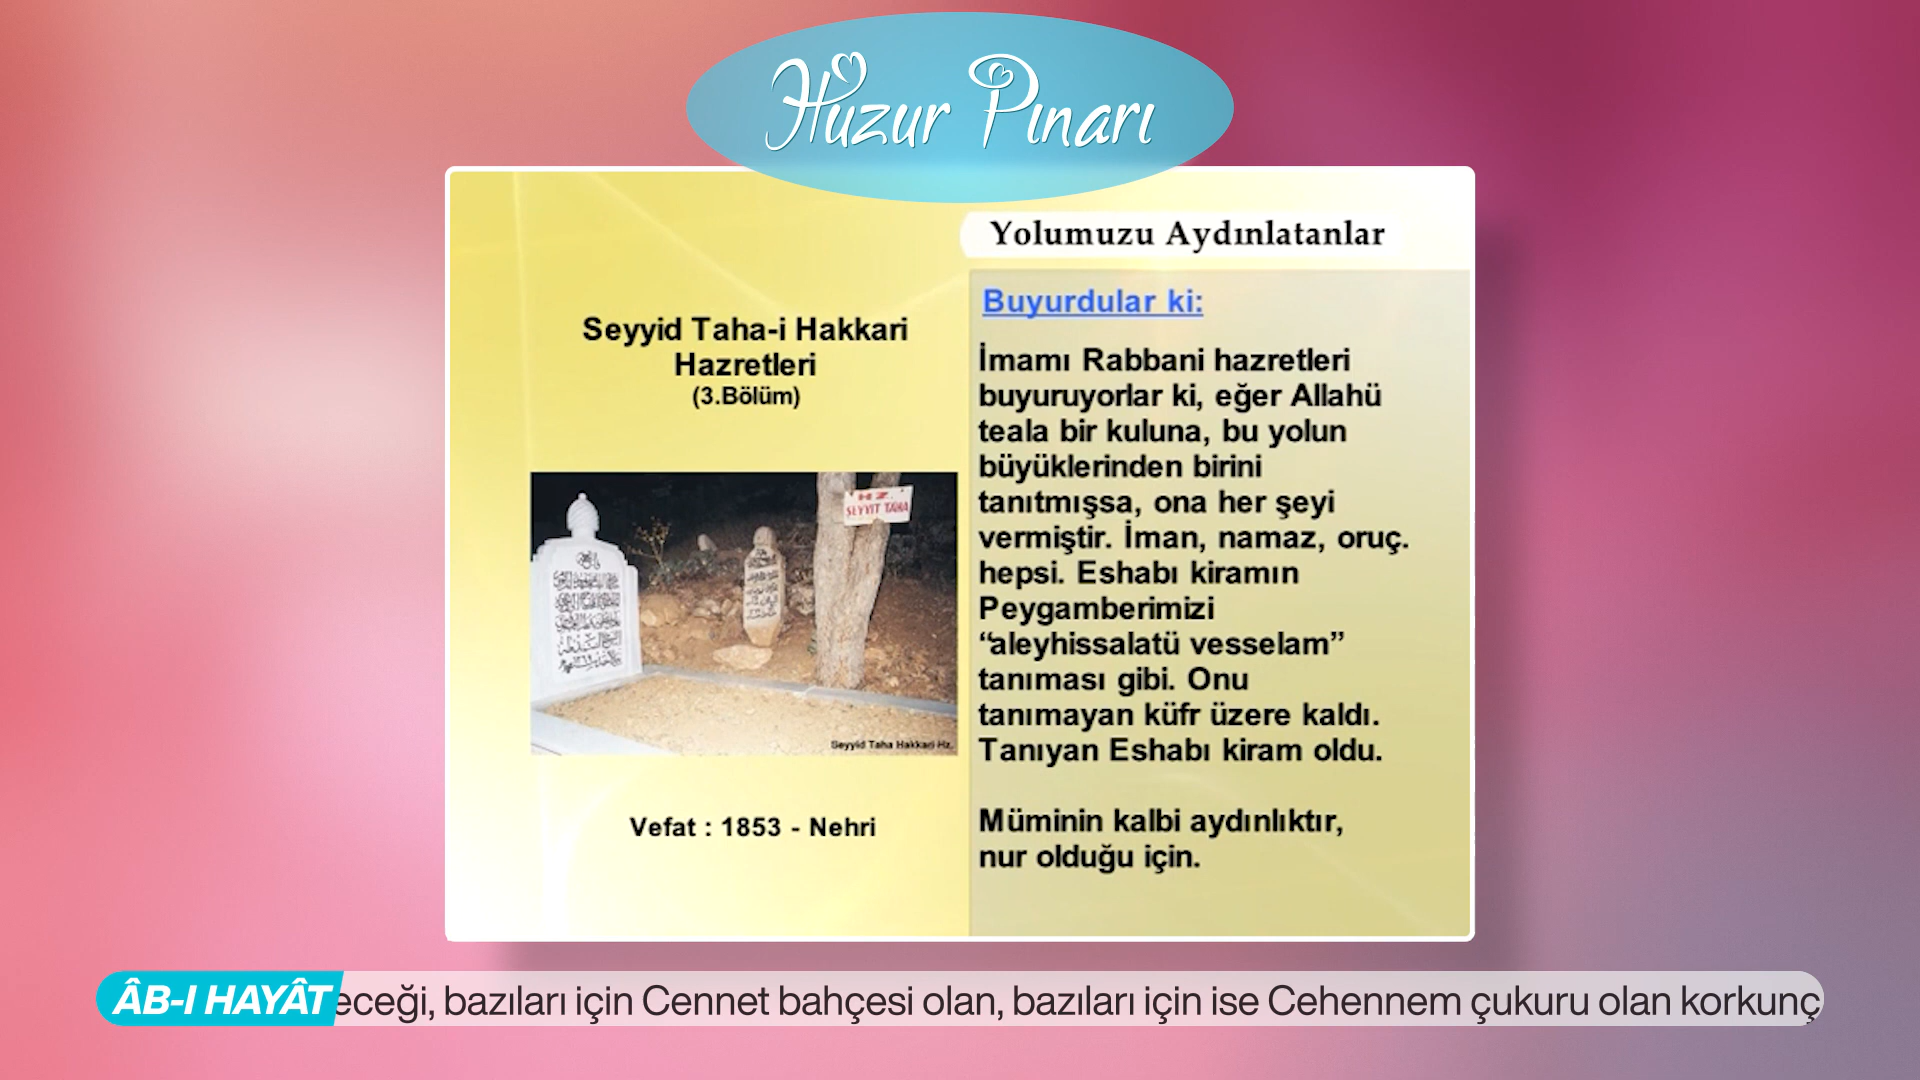 Huzur Pınarı
Yolumuzu Aydınlatanlar
Seyyid Taha-i Hakkari
Hazretleri
(3.Bölüm)
HZ.
SEYYİT TAHA
Seyyid Taha Hakkari Hz.
Vefat : 1853 - Nehri
Buyurdular ki:
İmamı Rabbani hazretleri
buyuruyorlar ki, eğer Allahü
teala bir kuluna, bu yolun
büyüklerinden birini
tanıtmışsa, ona her şeyi
vermiştir. İman, namaz, oruç.
hepsi. Eshabı kiramın
Peygamberimizi
“aleyhissalatü vesselam”
tanıması gibi. Onu
tanımayan küfr üzere kaldı.
Tanıyan Eshabı kiram oldu.
Müminin kalbi aydınlıktır,
nur olduğu için.
ÂB-I HAYÂT eceği, bazıları için Cennet bahçesi olan, bazıları için ise Cehennem çukuru olan korkunç